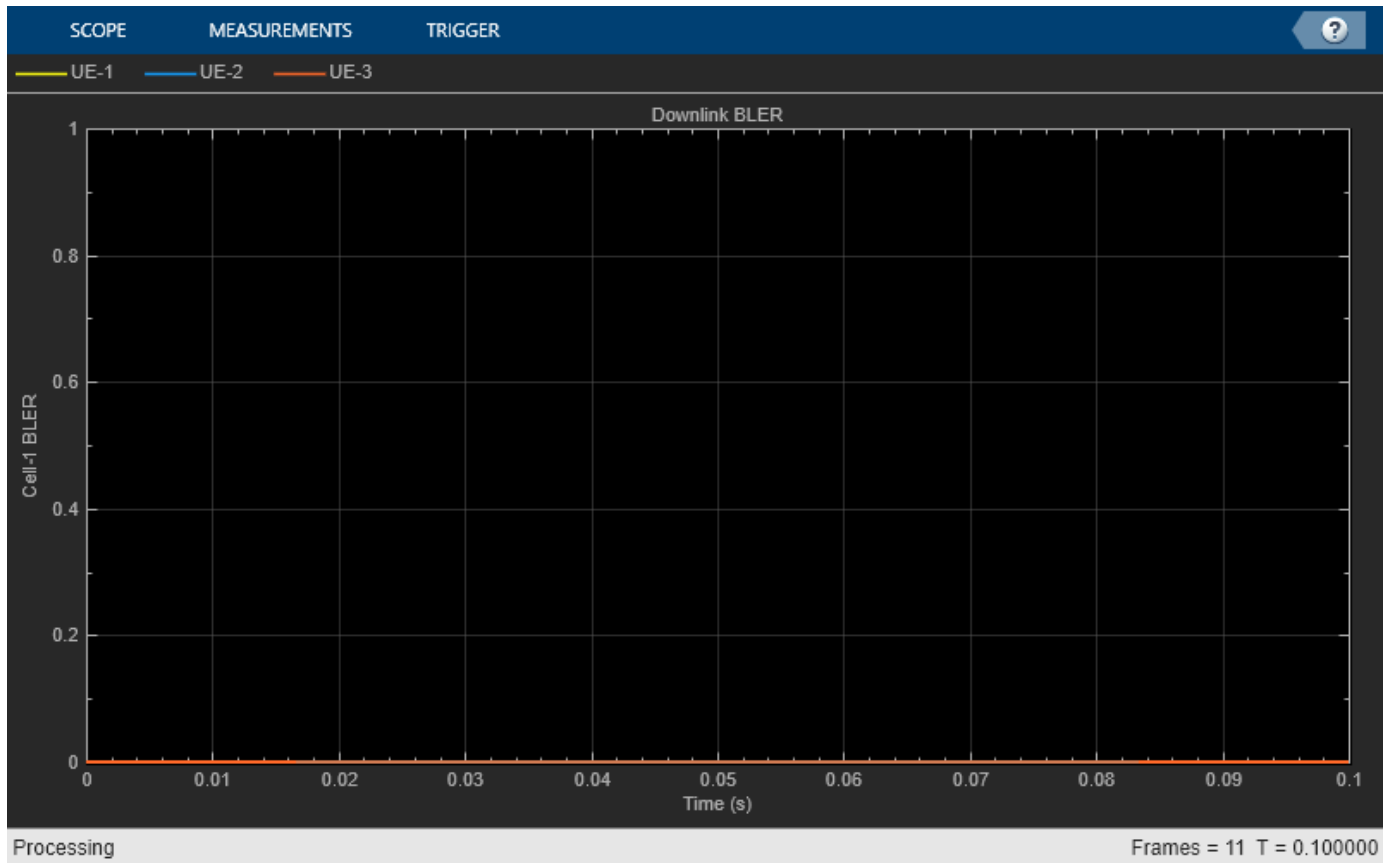 SCOPE MEASUREMENTS TRIGGER ?
UE-1 UE-2 UE-3
Downlink BLER
1
0.8
0.6
0.4
0.2
0
Cell-1 BLER
0 0.01 0.02 0.03 0.04 0.05 0.06 0.07 0.08 0.09 0.1
Time (s)
Processing Frames = 11 T = 0.100000